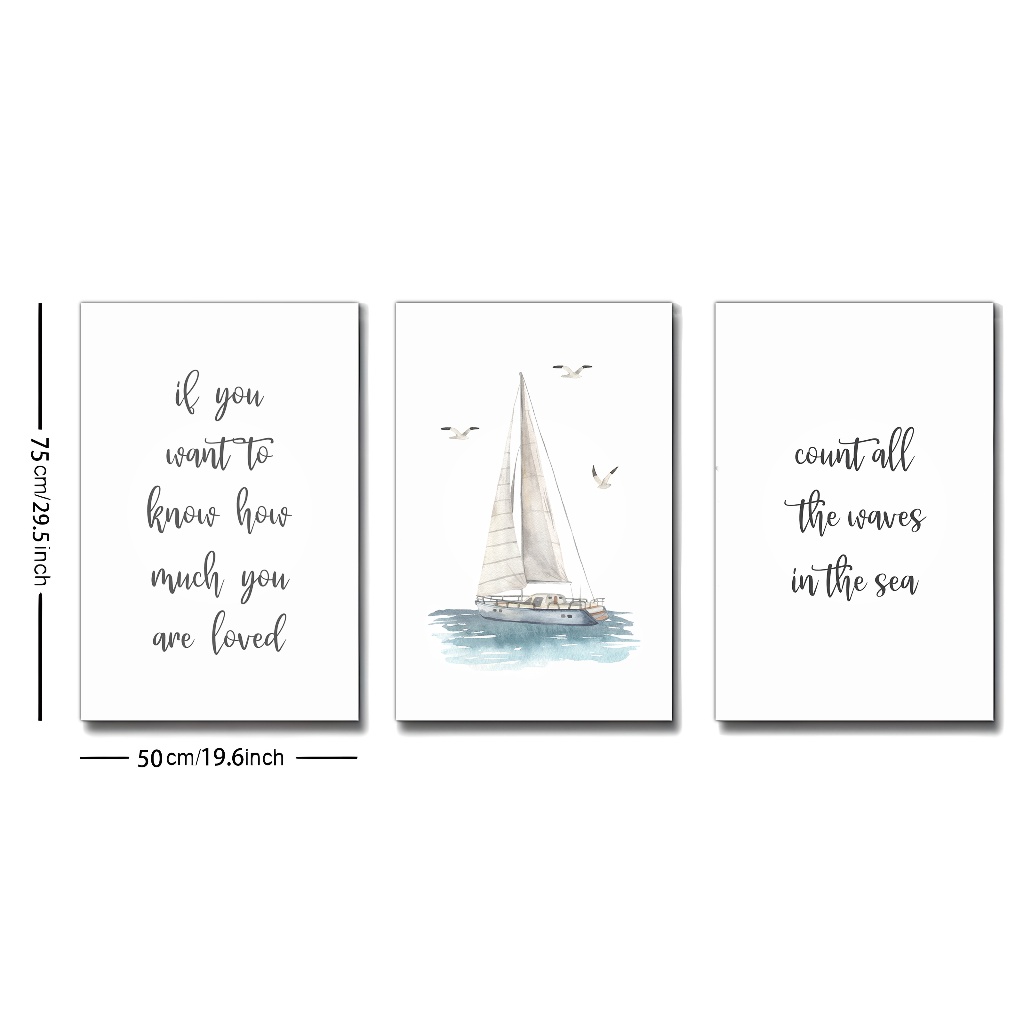 if you
want to
know how
much you
are loved
count all
the waves
in the sea
75cm/29.5inch
50cm/19.6inch